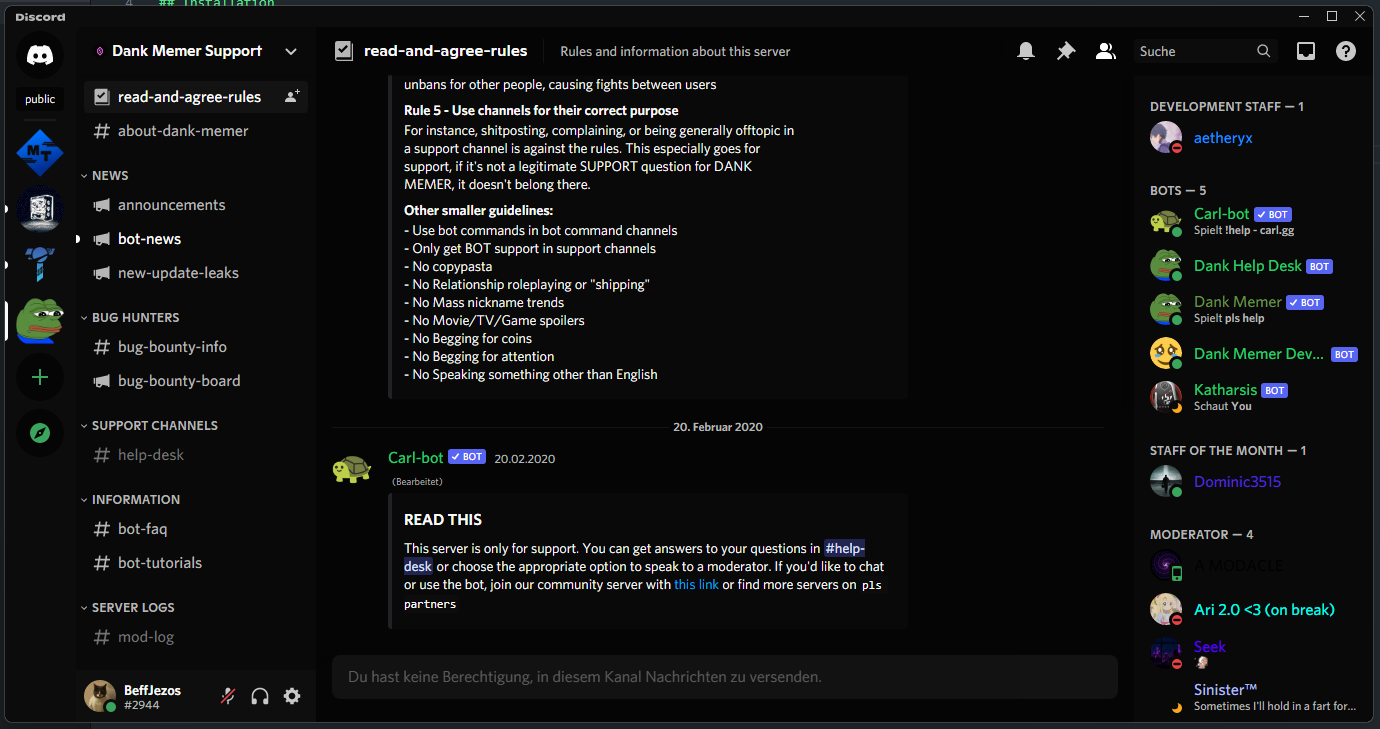 4 ## Installation
Discord
Dank Memer Support
read-and-agree-rules
Rules and information about this server
Suche
public
MT
read-and-agree-rules
# about-dank-memer
NEWS
announcements
bot-news
new-update-leaks
BUG HUNTERS
# bug-bounty-info
bug-bounty-board
SUPPORT CHANNELS
# help-desk
INFORMATION
# bot-faq
# bot-tutorials
SERVER LOGS
# mod-log
BeffJezos
#2944
unbans for other people, causing fights between users
Rule 5 - Use channels for their correct purpose
For instance, shitposting, complaining, or being generally offtopic in
a support channel is against the rules. This especially goes for
support, if it's not a legitimate SUPPORT question for DANK
MEMER, it doesn't belong there.
Other smaller guidelines:
- Use bot commands in bot command channels
- Only get BOT support in support channels
- No copypasta
- No Relationship roleplaying or "shipping"
- No Mass nickname trends
- No Movie/TV/Game spoilers
- No Begging for coins
- No Begging for attention
- No Speaking something other than English
20. Februar 2020
Carl-bot ✓ BOT 20.02.2020
(Bearbeitet)
READ THIS
This server is only for support. You can get answers to your questions in #help-
desk or choose the appropriate option to speak to a moderator. If you'd like to chat
or use the bot, join our community server with this link or find more servers on pls
partners
Du hast keine Berechtigung, in diesem Kanal Nachrichten zu versenden.
DEVELOPMENT STAFF — 1
aetheryx
BOTS — 5
Carl-bot ✓ BOT
Spielt !help - carl.gg
Dank Help Desk BOT
Dank Memer ✓ BOT
Spielt pls help
Dank Memer Dev... BOT
Katharsis BOT
Schaut You
STAFF OF THE MONTH — 1
Dominic3515
MODERATOR — 4
A MODACLE
Ari 2.0 <3 (on break)
Seek
Sinister™
Sometimes I'll hold in a fart for...